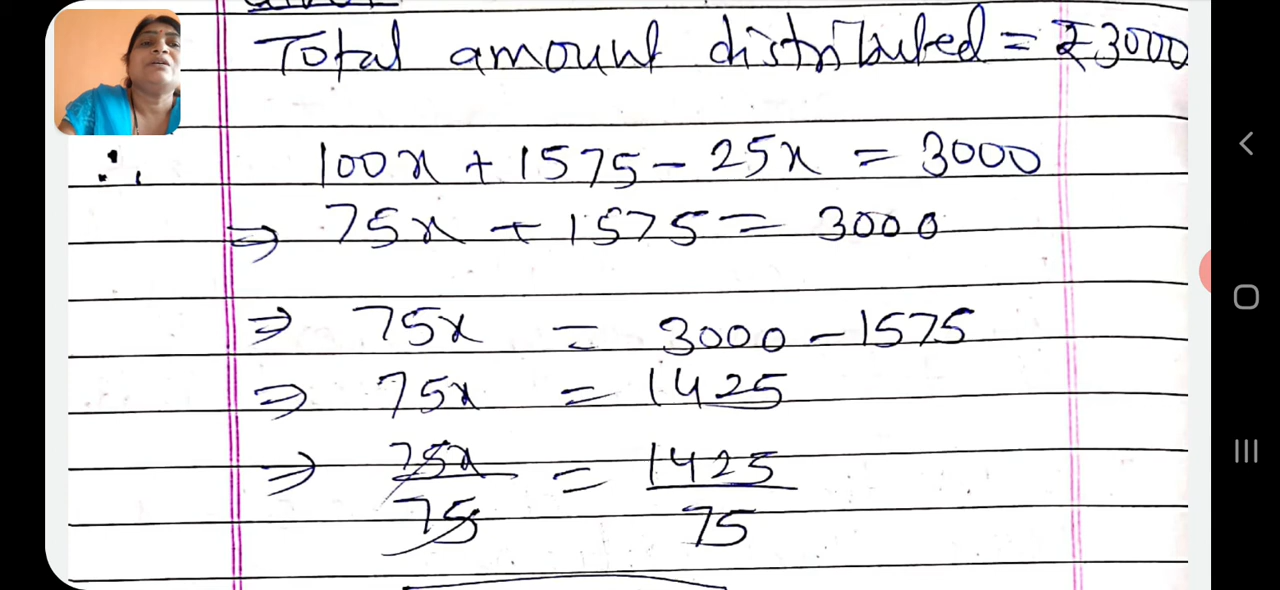 Total amount distributed = ₹3000
∴ 100x + 1575 - 25x = 3000
⇒ 75x + 1575 = 3000
⇒ 75x = 3000 - 1575
⇒ 75x = 1425
⇒ 75x/75 = 1425/75